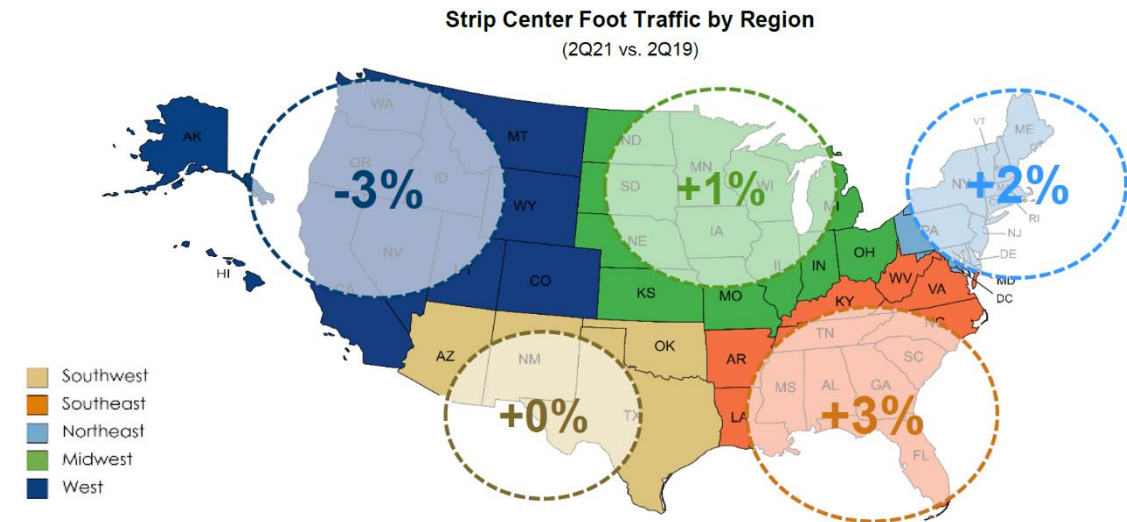 Strip Center Foot Traffic by Region
(2Q21 vs. 2Q19)
AK
WA
MT
ND
MN
VT
ME
OR
ID
SD
WI
MI
NY
WY
IA
PA
RI
NJ
-3%
+1%
+2%
NV
NE
IL
IN
OH
DE
MD
DC
HI
CA
CO
KS
MO
WV
VA
KY
NC
AZ
NM
OK
AR
TN
SC
MS
AL
GA
TX
LA
FL
+0%
+3%
Southwest
Southeast
Northeast
Midwest
West